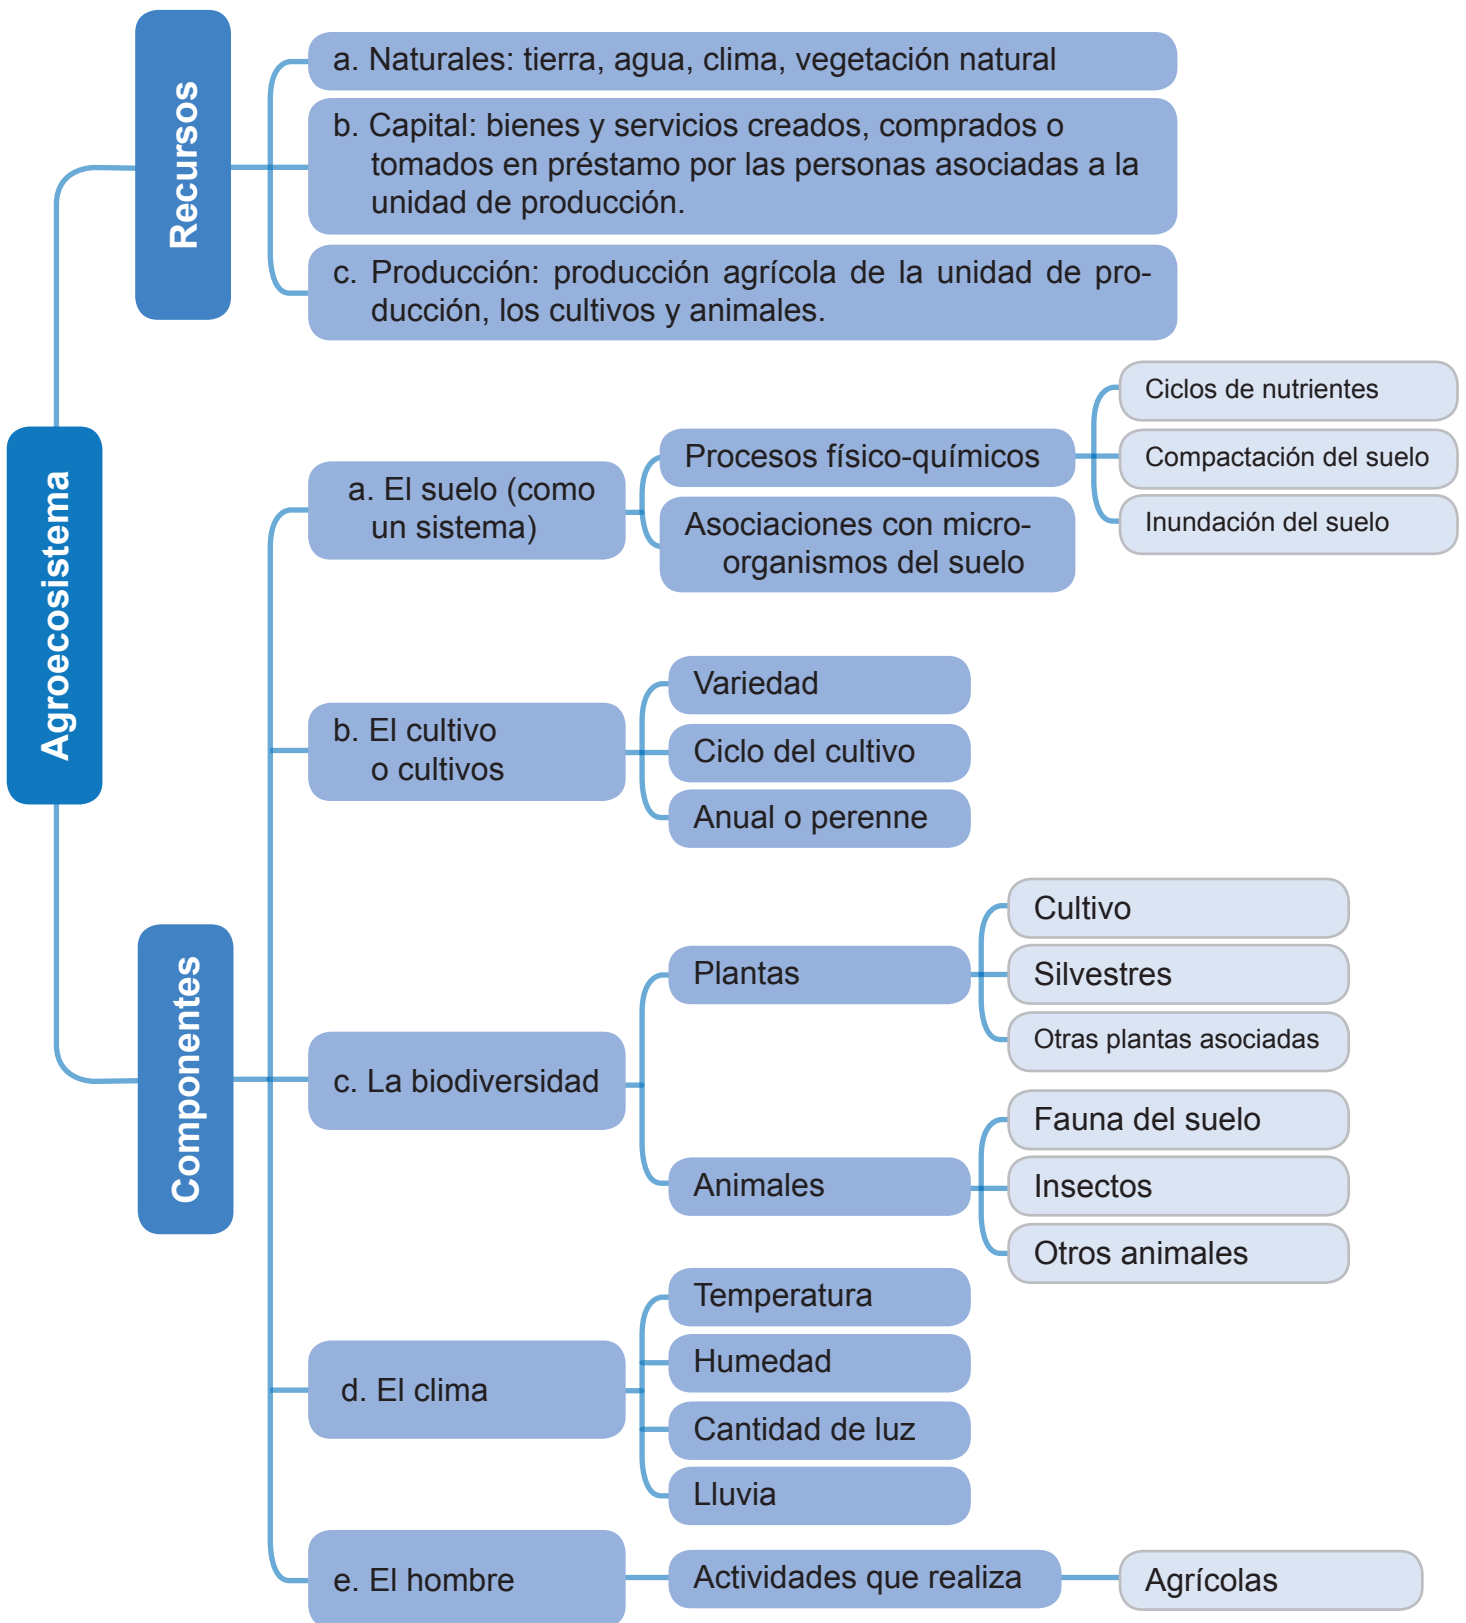 Agroecosistema
Recursos
a. Naturales: tierra, agua, clima, vegetación natural
b. Capital: bienes y servicios creados, comprados o
tomados en préstamo por las personas asociadas a la
unidad de producción.
c. Producción: producción agrícola de la unidad de pro-
ducción, los cultivos y animales.
Componentes
a. El suelo (como
un sistema)
Procesos físico-químicos
Ciclos de nutrientes
Compactación del suelo
Inundación del suelo
Asociaciones con micro-
organismos del suelo
b. El cultivo
o cultivos
Variedad
Ciclo del cultivo
Anual o perenne
c. La biodiversidad
Plantas
Cultivo
Silvestres
Otras plantas asociadas
Animales
Fauna del suelo
Insectos
Otros animales
d. El clima
Temperatura
Humedad
Cantidad de luz
Lluvia
e. El hombre
Actividades que realiza
Agrícolas